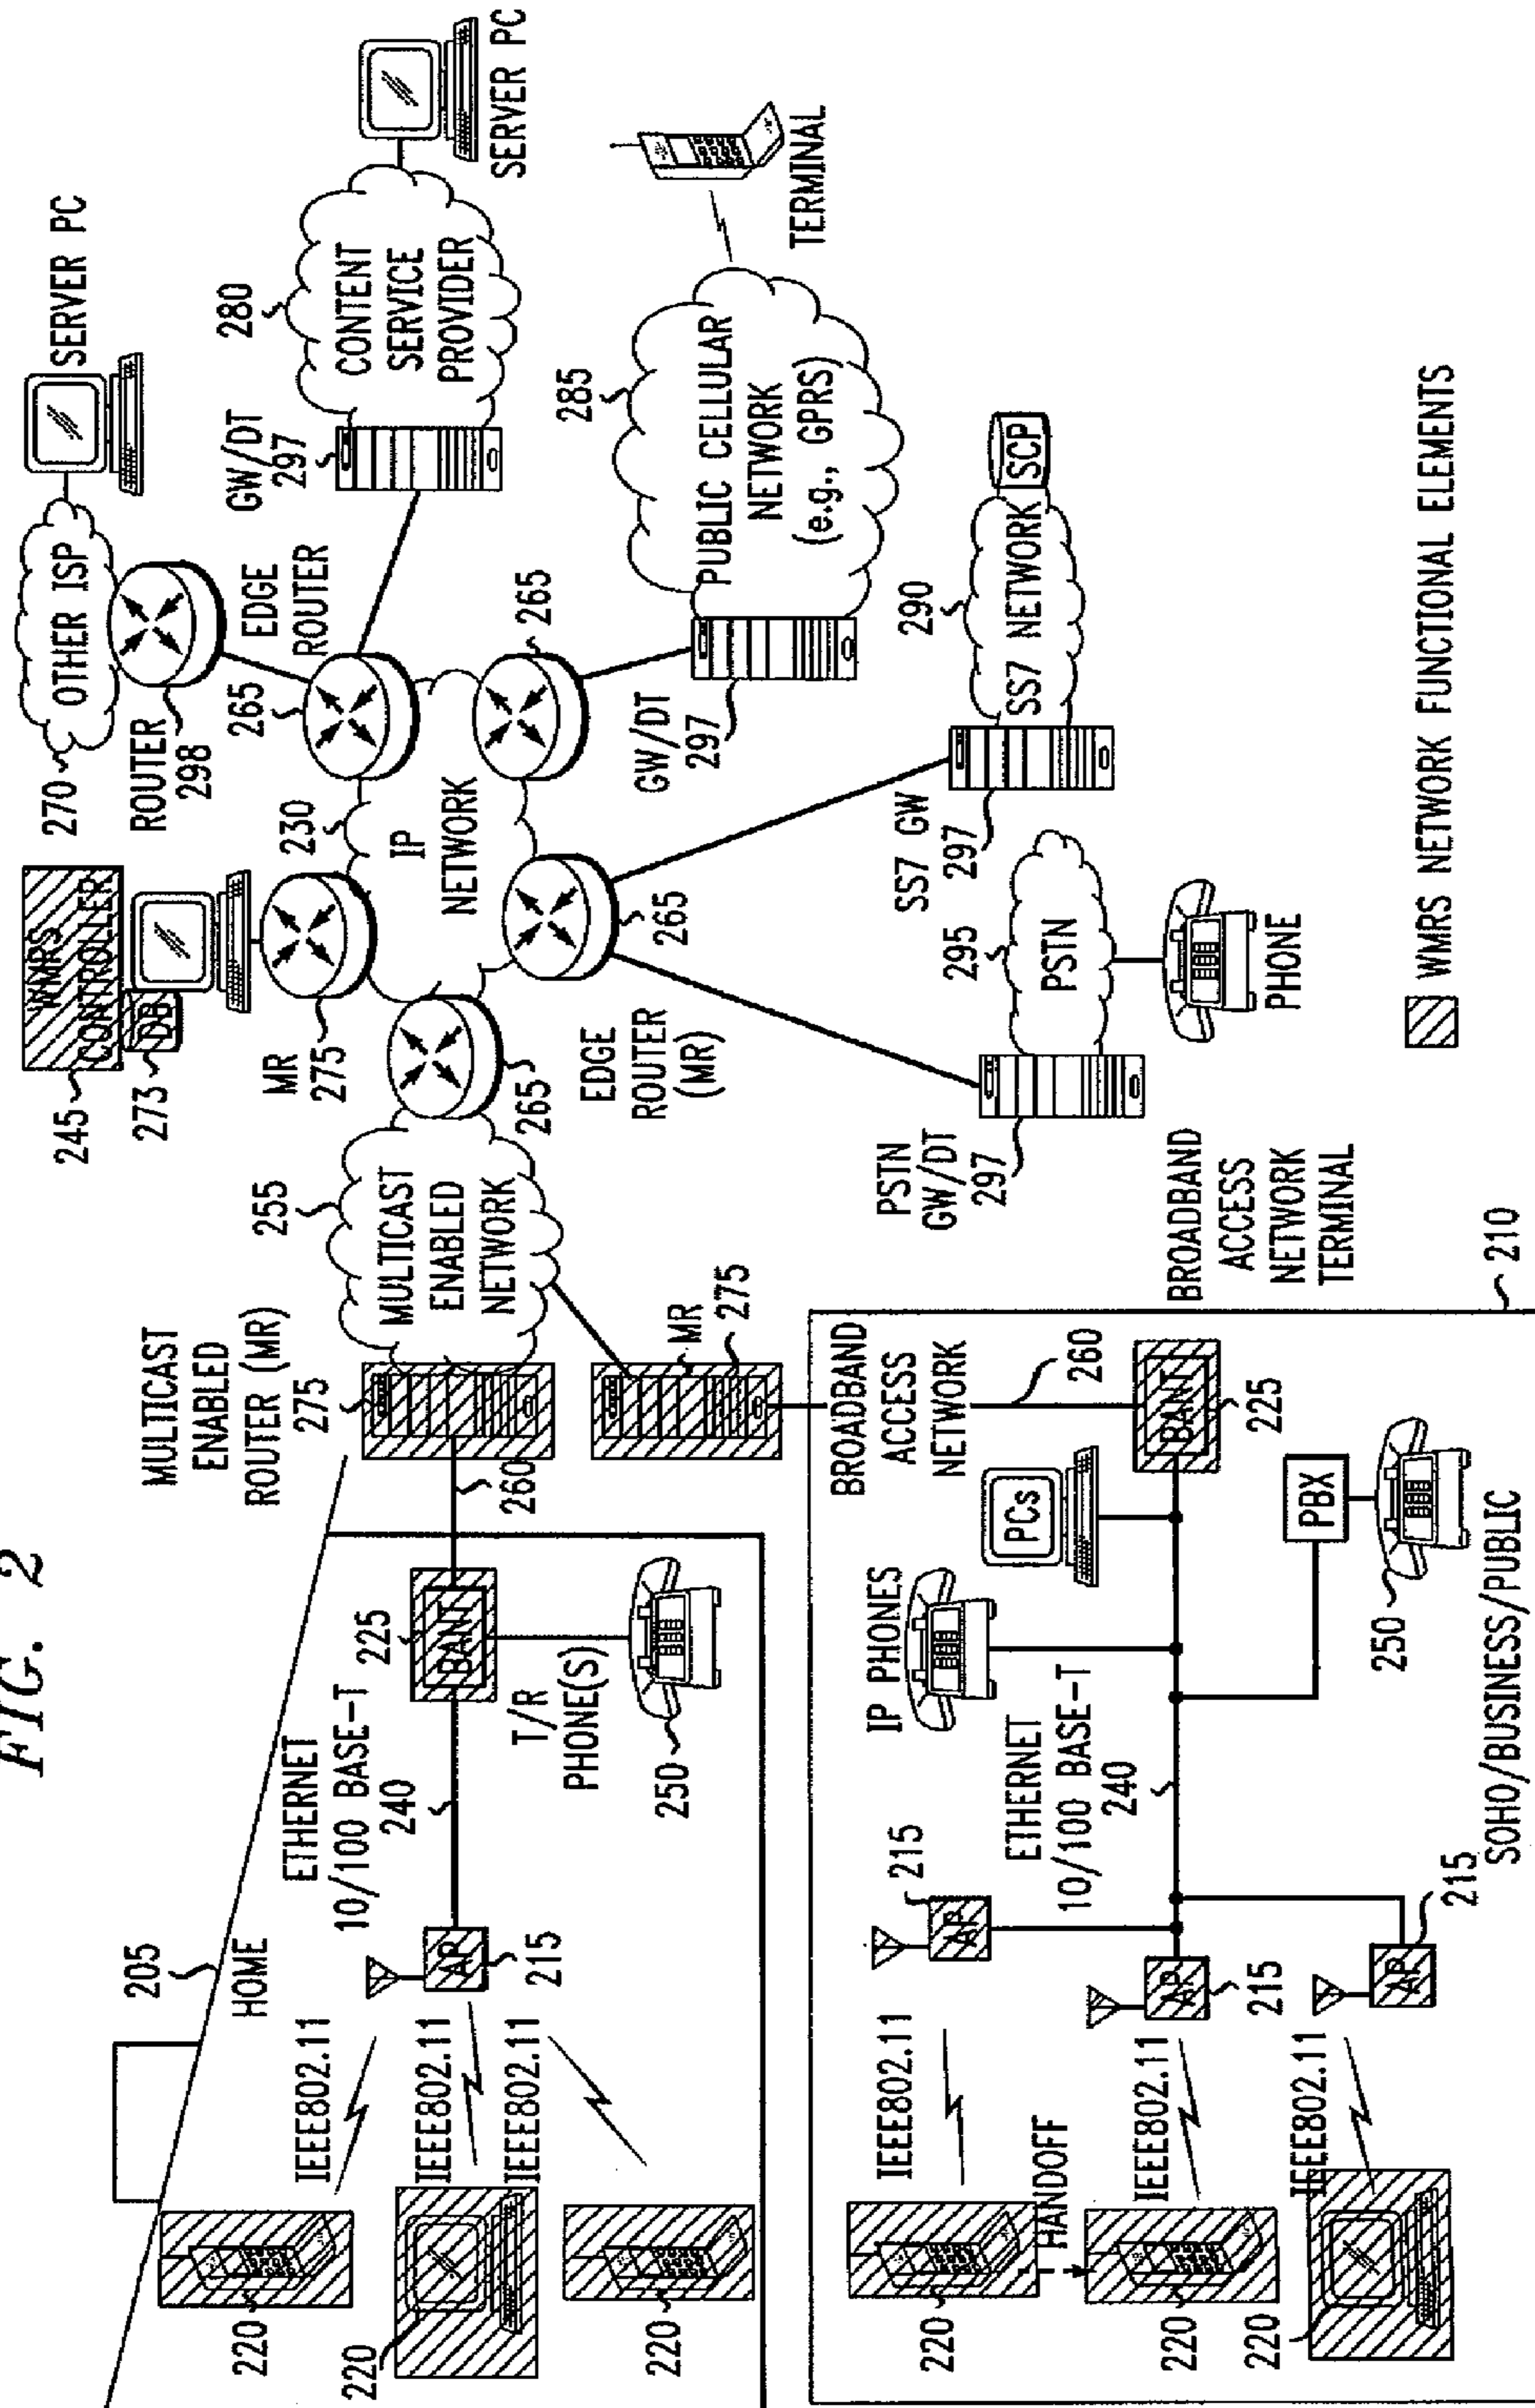 FIG. 2
205
HOME
220
220
220
IEEE802.11
IEEE802.11
IEEE802.11
AP
215
ETHERNET
10/100 BASE-T
240
BANT
225
T/R
PHONE(S)
250
260
MULTICAST
ENABLED
ROUTER (MR)
275
MR
275
255
MULTICAST
ENABLED
NETWORK
265
245
WMRS
CONTROLLER
DB
273
MR
275
230
IP
NETWORK
270
OTHER ISP
SERVER PC
ROUTER
298
EDGE
ROUTER
265
GW/DT
297
280
CONTENT
SERVICE
PROVIDER
SERVER PC
265
GW/DT
297
285
PUBLIC CELLULAR
NETWORK
(e.g., GPRS)
TERMINAL
EDGE
ROUTER
(MR)
265
SS7 GW
297
290
SS7 NETWORK
SCP
PSTN
GW/DT
297
295
PSTN
PHONE
BROADBAND
ACCESS
NETWORK
TERMINAL
210
BROADBAND
ACCESS
NETWORK
260
BANT
225
PCs
IP PHONES
PBX
250
ETHERNET
10/100 BASE-T
240
AP
215
AP
215
AP
215
IEEE802.11
IEEE802.11
IEEE802.11
HANDOFF
220
220
220
SOHO/BUSINESS/PUBLIC
WMRS NETWORK FUNCTIONAL ELEMENTS